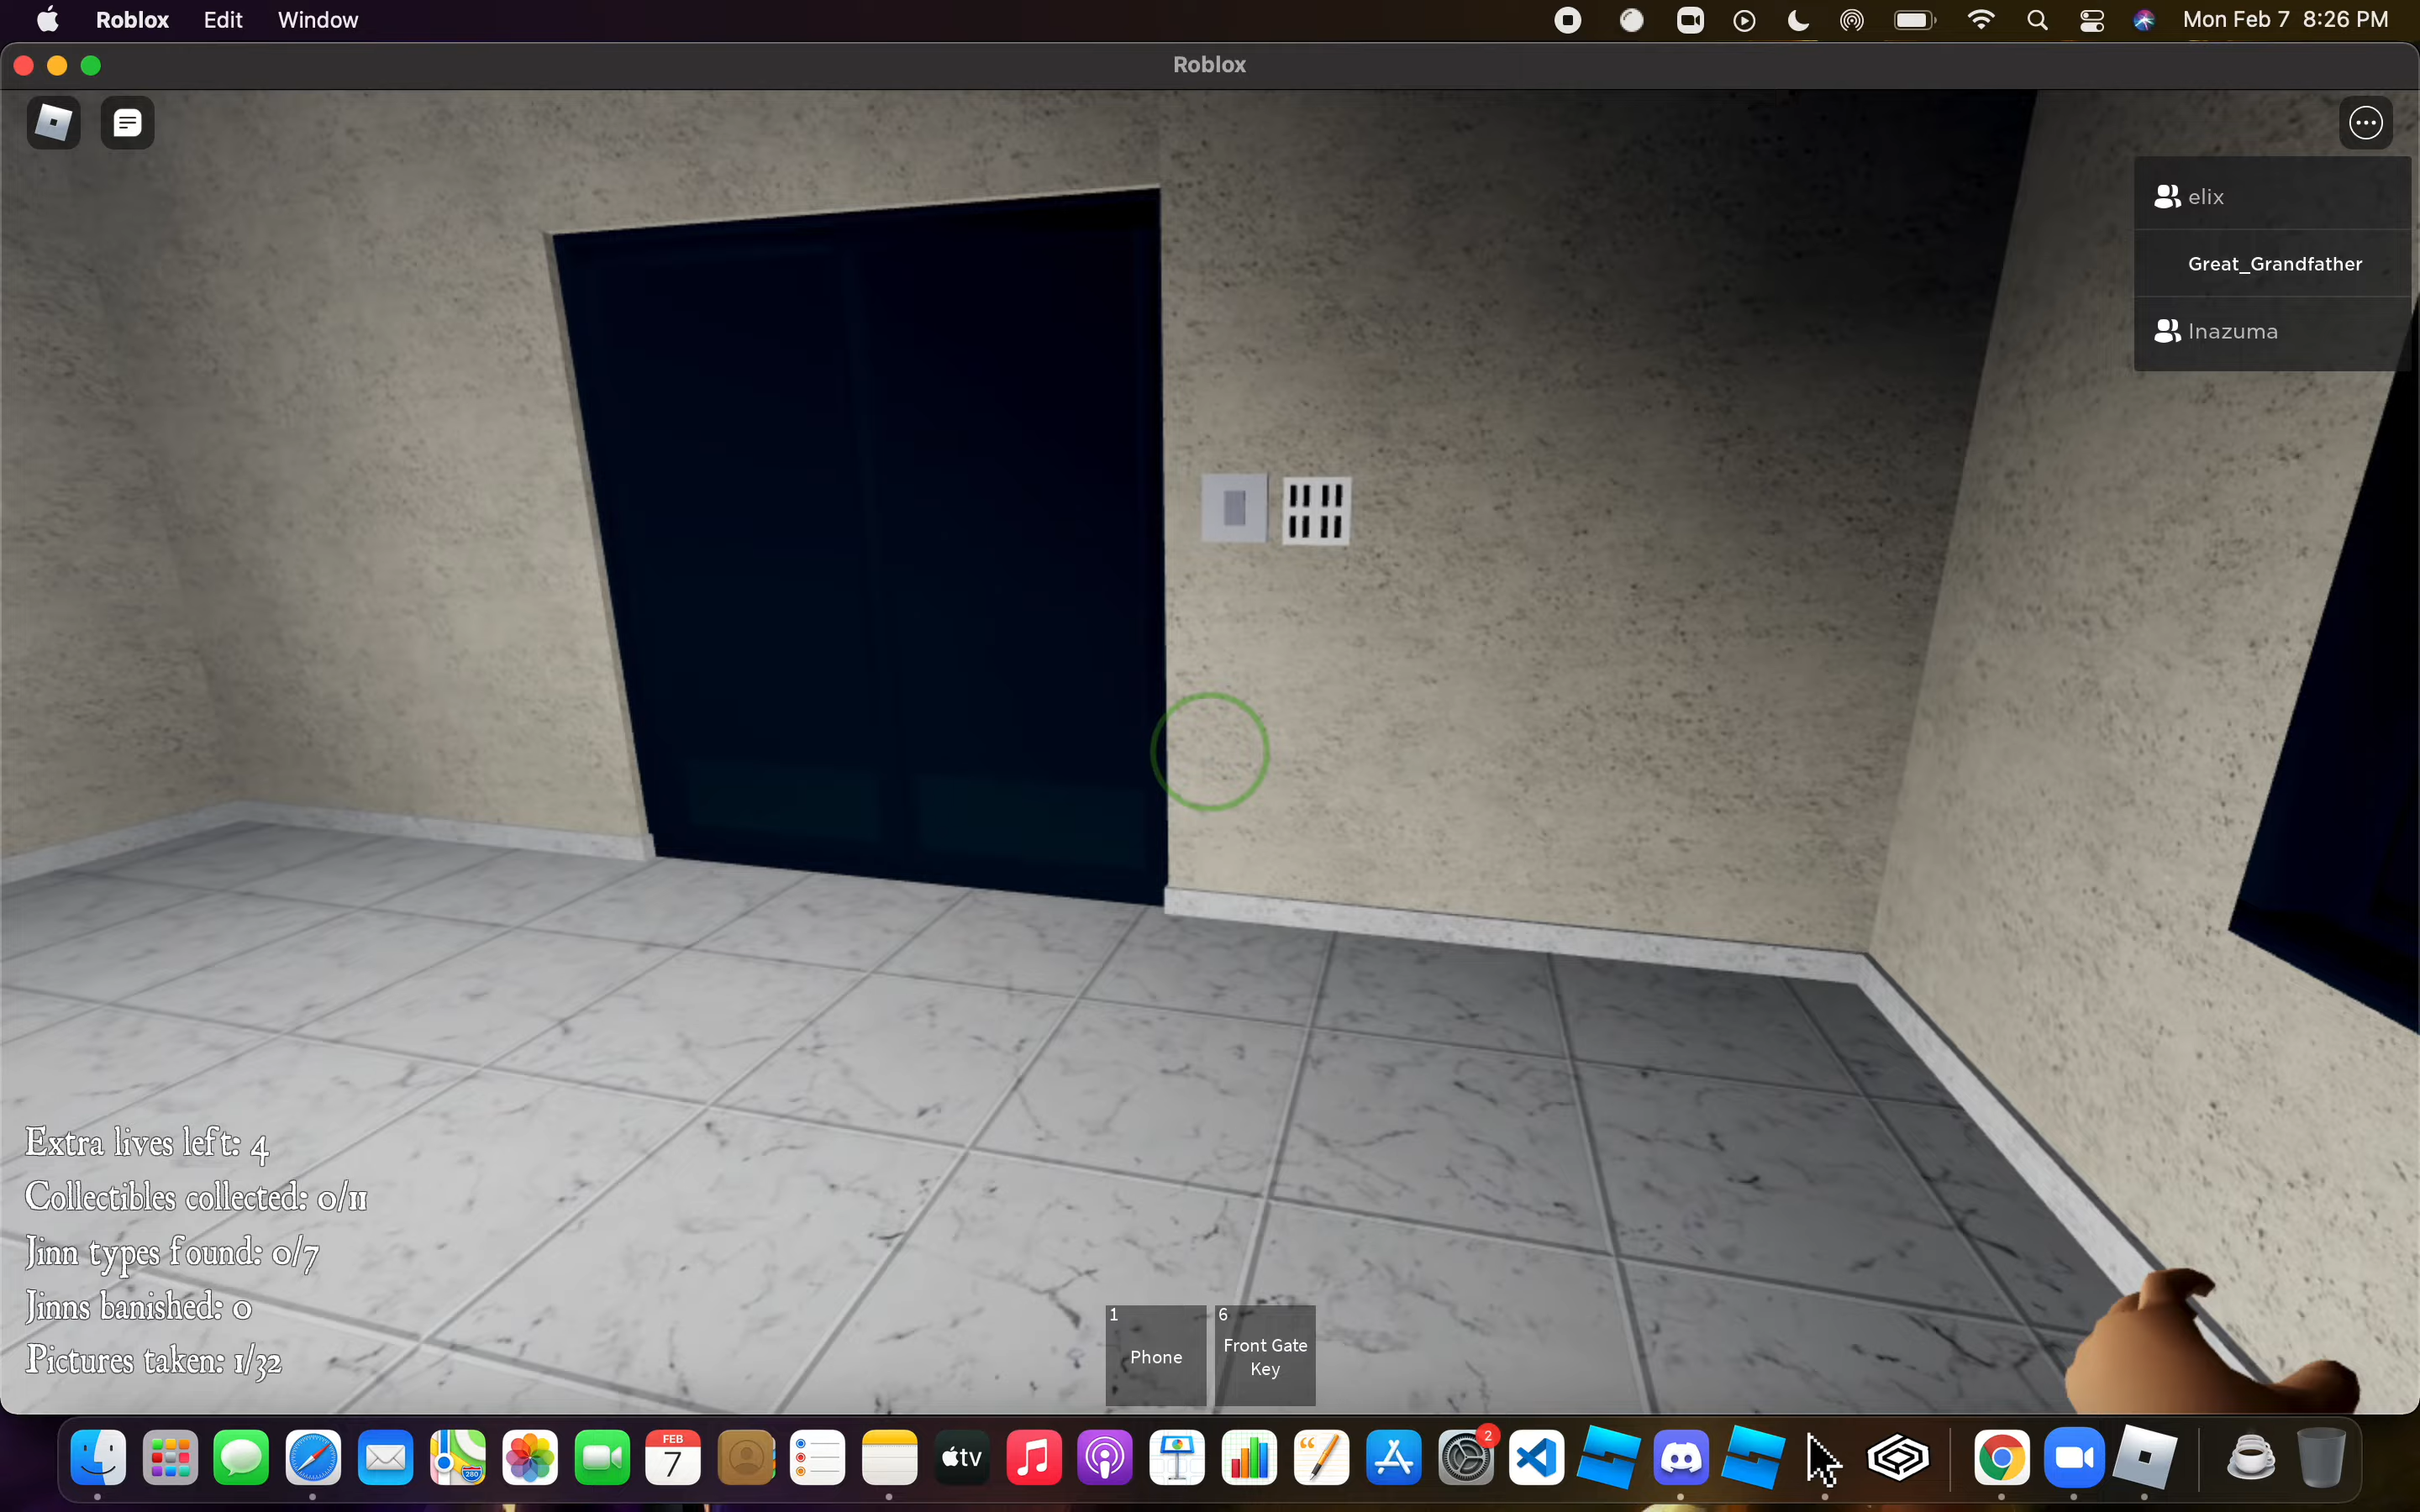 Roblox Edit Window Mon Feb 7 8:26 PM
Roblox
elix
Great_Grandfather
Inazuma
Extra lives left: 4
Collectibles collected: 0/11
Jinn types found: 0/7
Jinns banished: 0
Pictures taken: 1/32
1
Phone
6
Front Gate
Key
280
FEB
7
tv
2